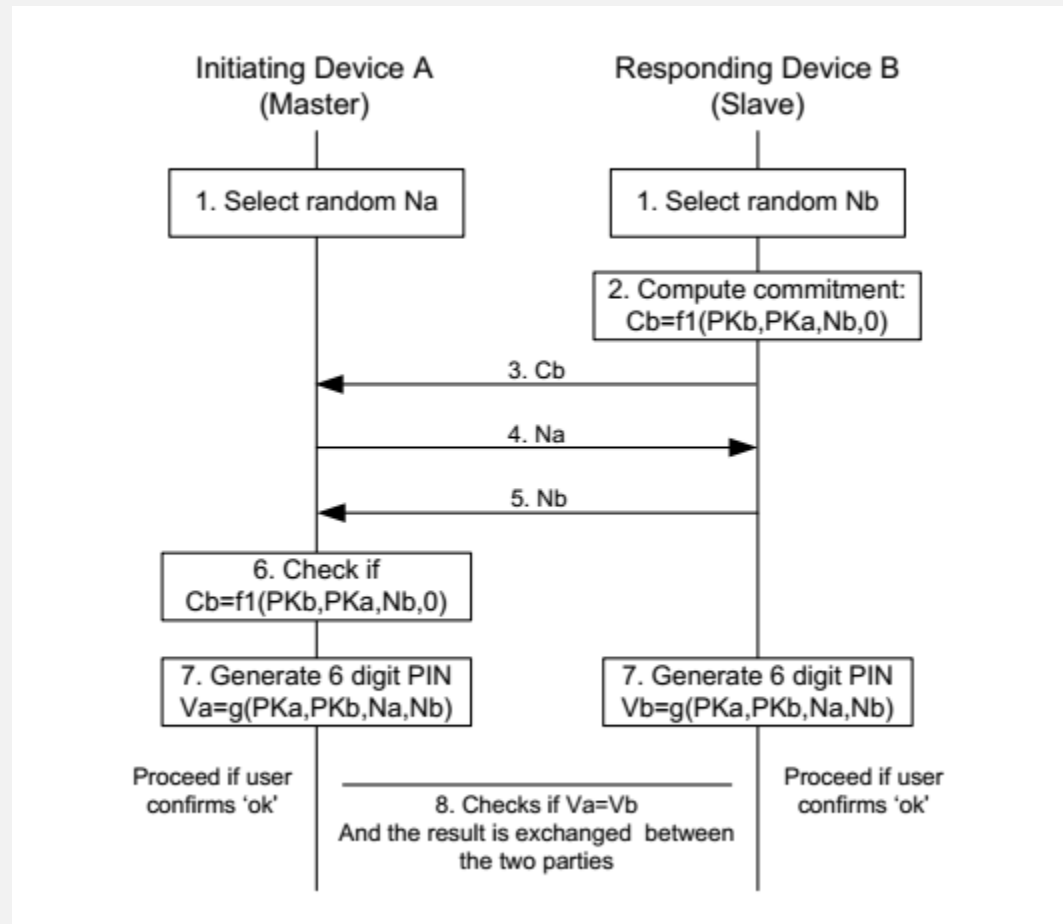 Initiating Device A
(Master)
Responding Device B
(Slave)
1. Select random Na
1. Select random Nb
2. Compute commitment:
Cb=f1(PKb,PKa,Nb,0)
3. Cb
4. Na
5. Nb
6. Check if
Cb=f1(PKb,PKa,Nb,0)
7. Generate 6 digit PIN
Va=g(PKa,PKb,Na,Nb)
7. Generate 6 digit PIN
Vb=g(PKa,PKb,Na,Nb)
Proceed if user
confirms ‘ok’
8. Checks if Va=Vb
And the result is exchanged between
the two parties
Proceed if user
confirms ‘ok’